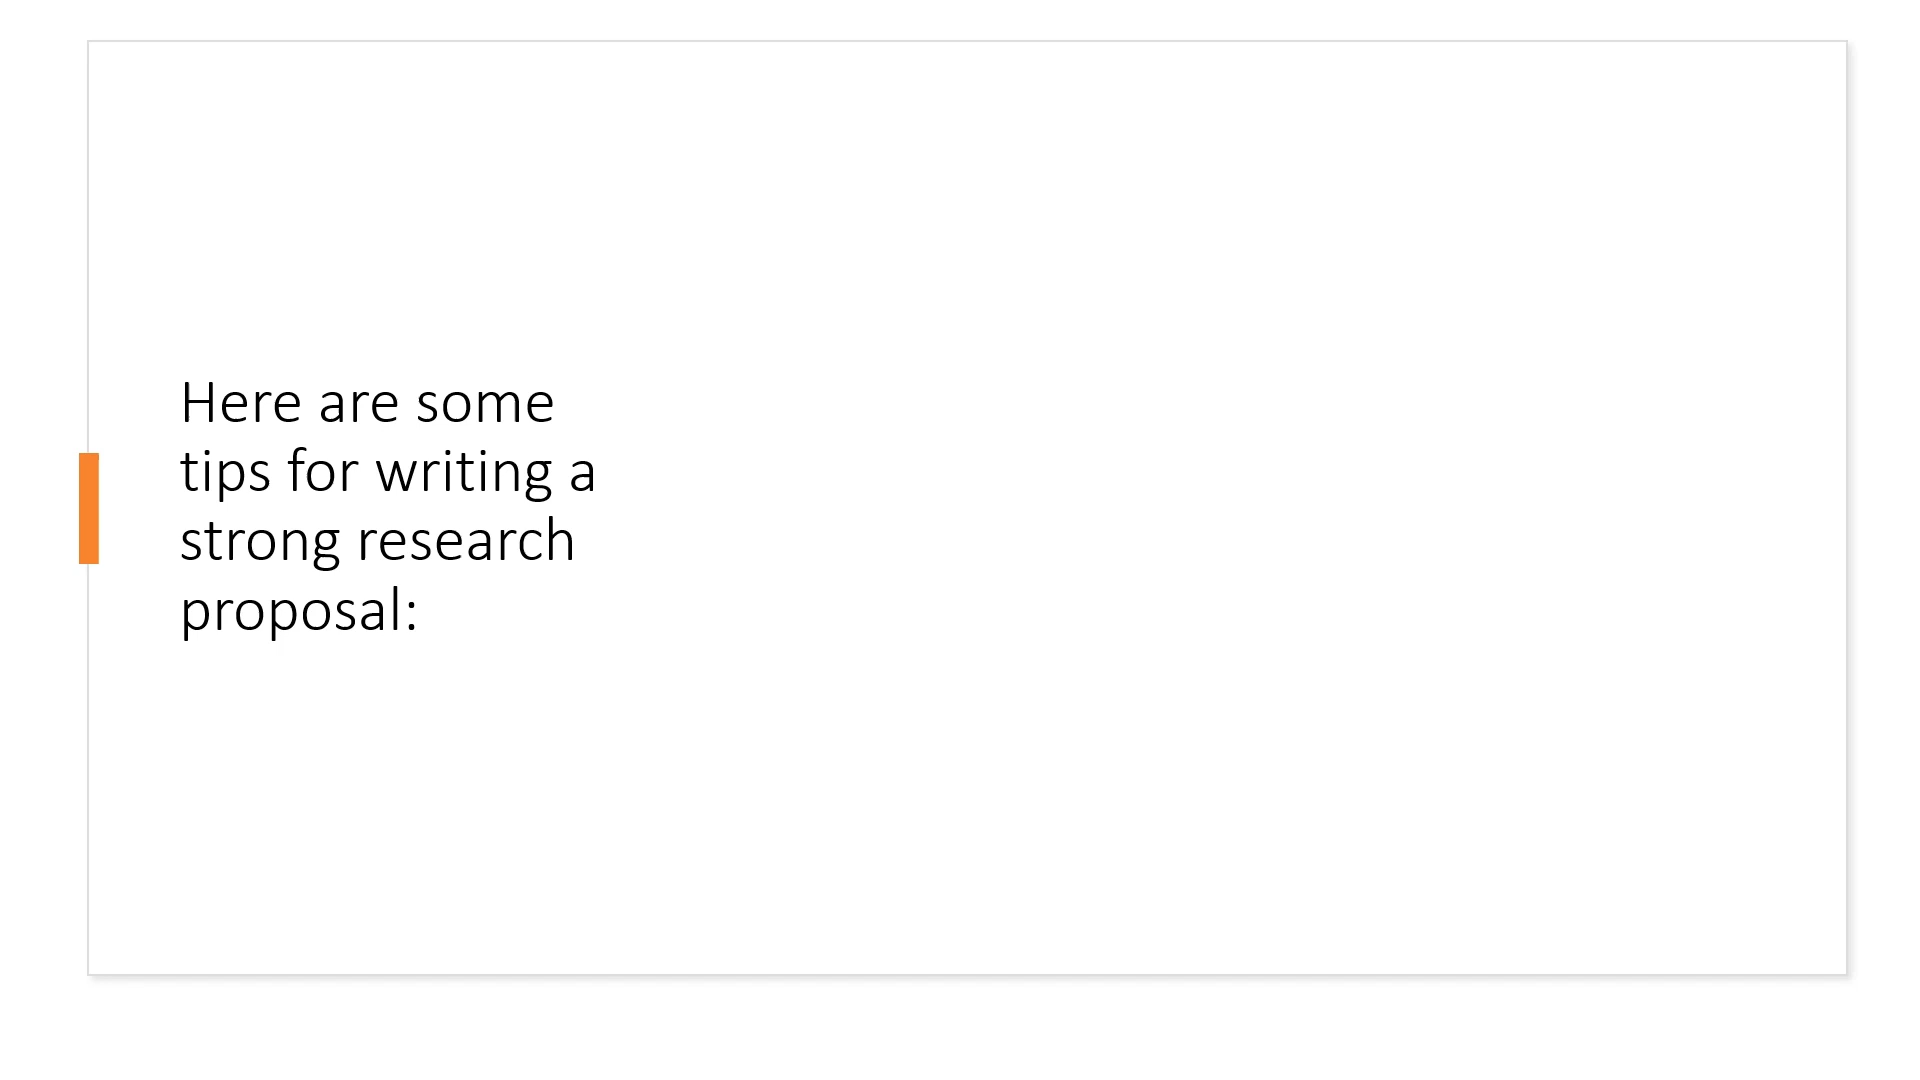 Here are some
tips for writing a
strong research
proposal: